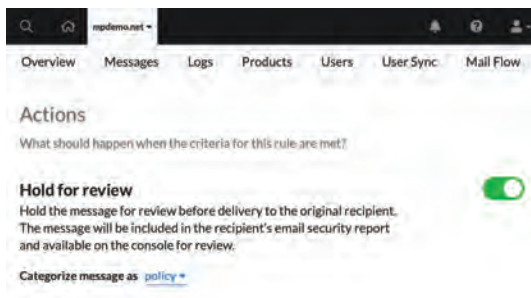 mpdemo.net
Overview Messages Logs Products Users User Sync Mail Flow
Actions
What should happen when the criteria for this rule are met?
Hold for review
Hold the message for review before delivery to the original recipient.
The message will be included in the recipient's email security report
and available on the console for review.
Categorize message as policy